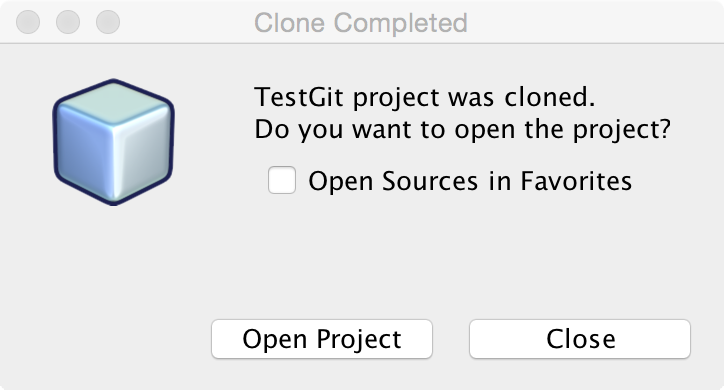 Clone Completed
TestGit project was cloned.
Do you want to open the project?
Open Sources in Favorites
Open Project
Close